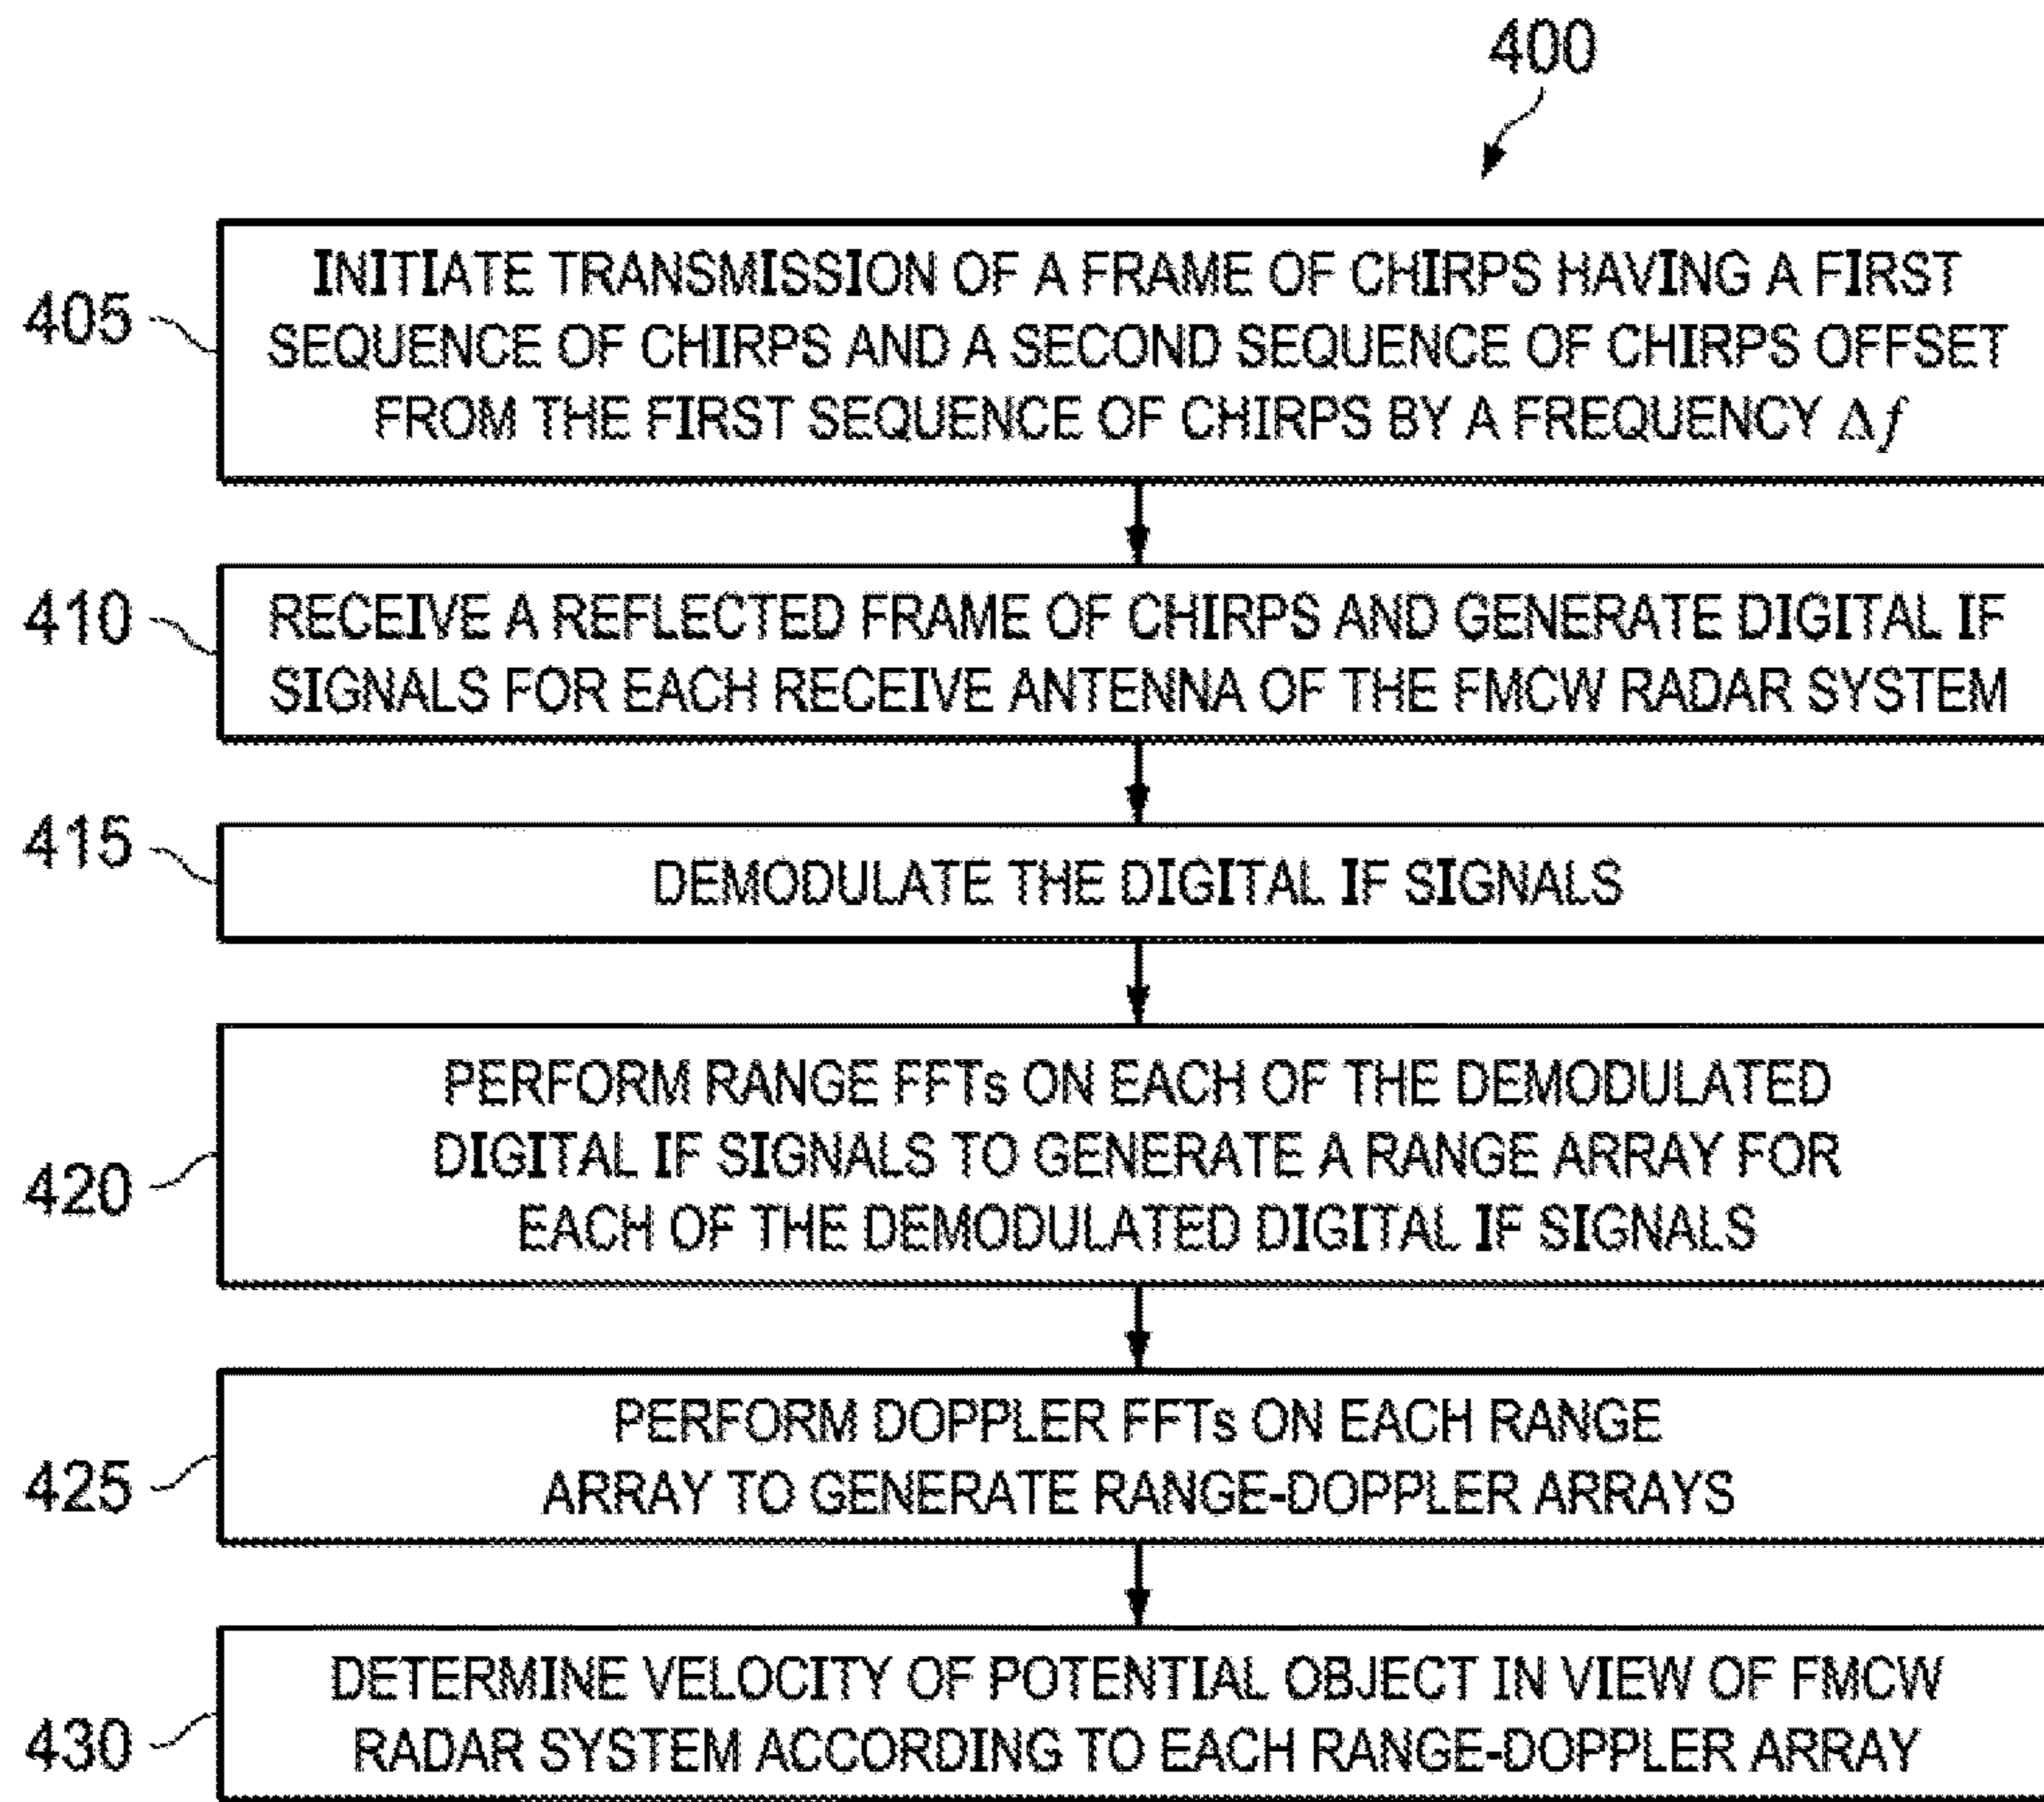 400
405
INITIATE TRANSMISSION OF A FRAME OF CHIRPS HAVING A FIRST
SEQUENCE OF CHIRPS AND A SECOND SEQUENCE OF CHIRPS OFFSET
FROM THE FIRST SEQUENCE OF CHIRPS BY A FREQUENCY Δf
410
RECEIVE A REFLECTED FRAME OF CHIRPS AND GENERATE DIGITAL IF
SIGNALS FOR EACH RECEIVE ANTENNA OF THE FMCW RADAR SYSTEM
415
DEMODULATE THE DIGITAL IF SIGNALS
420
PERFORM RANGE FFTs ON EACH OF THE DEMODULATED
DIGITAL IF SIGNALS TO GENERATE A RANGE ARRAY FOR
EACH OF THE DEMODULATED DIGITAL IF SIGNALS
425
PERFORM DOPPLER FFTs ON EACH RANGE
ARRAY TO GENERATE RANGE-DOPPLER ARRAYS
430
DETERMINE VELOCITY OF POTENTIAL OBJECT IN VIEW OF FMCW
RADAR SYSTEM ACCORDING TO EACH RANGE-DOPPLER ARRAY